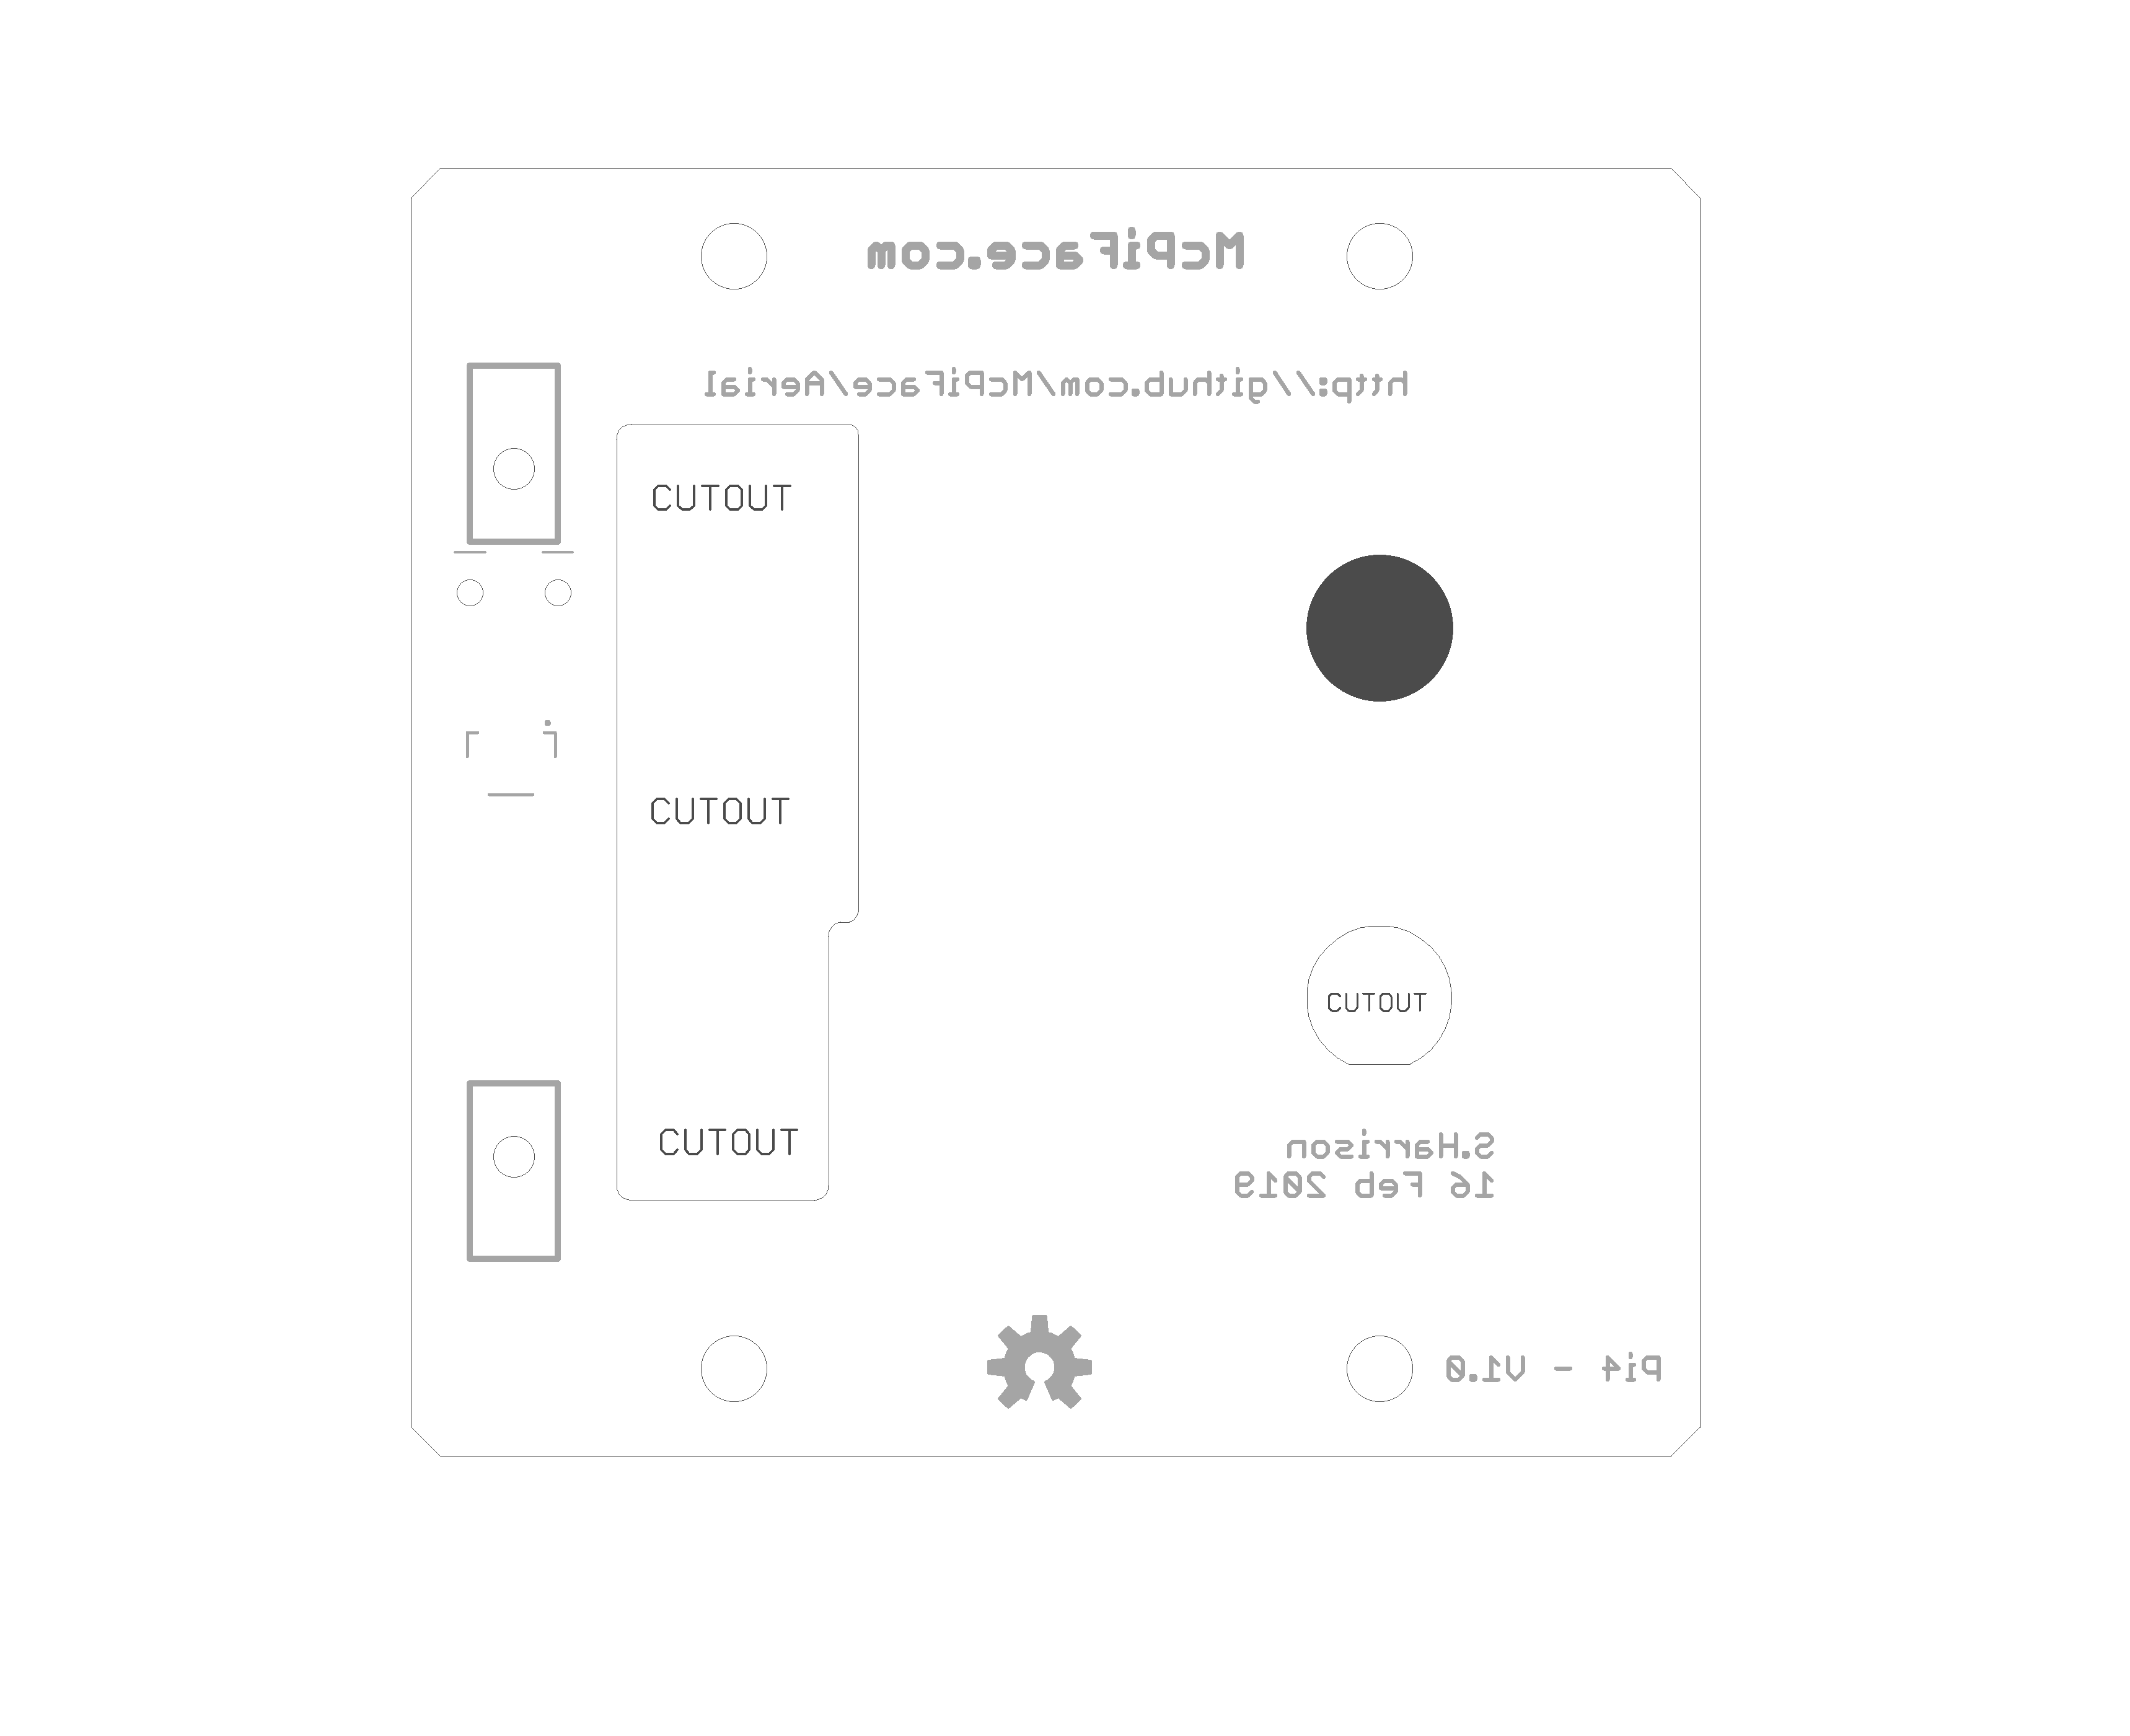 McpiFace.com
http://github.com/McpiFace/Aerial
CUTOUT
CUTOUT
CUTOUT
CUTOUT
S.Harrison
16 Feb 2019
pi4 - V1.0